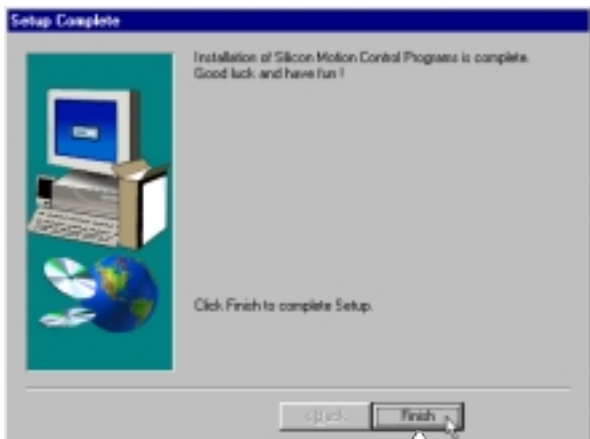 Setup Complete
Installation of Silicon Motion Control Programs is complete.
Good luck and have fun !
Click Finish to complete Setup.
< Back
Finish